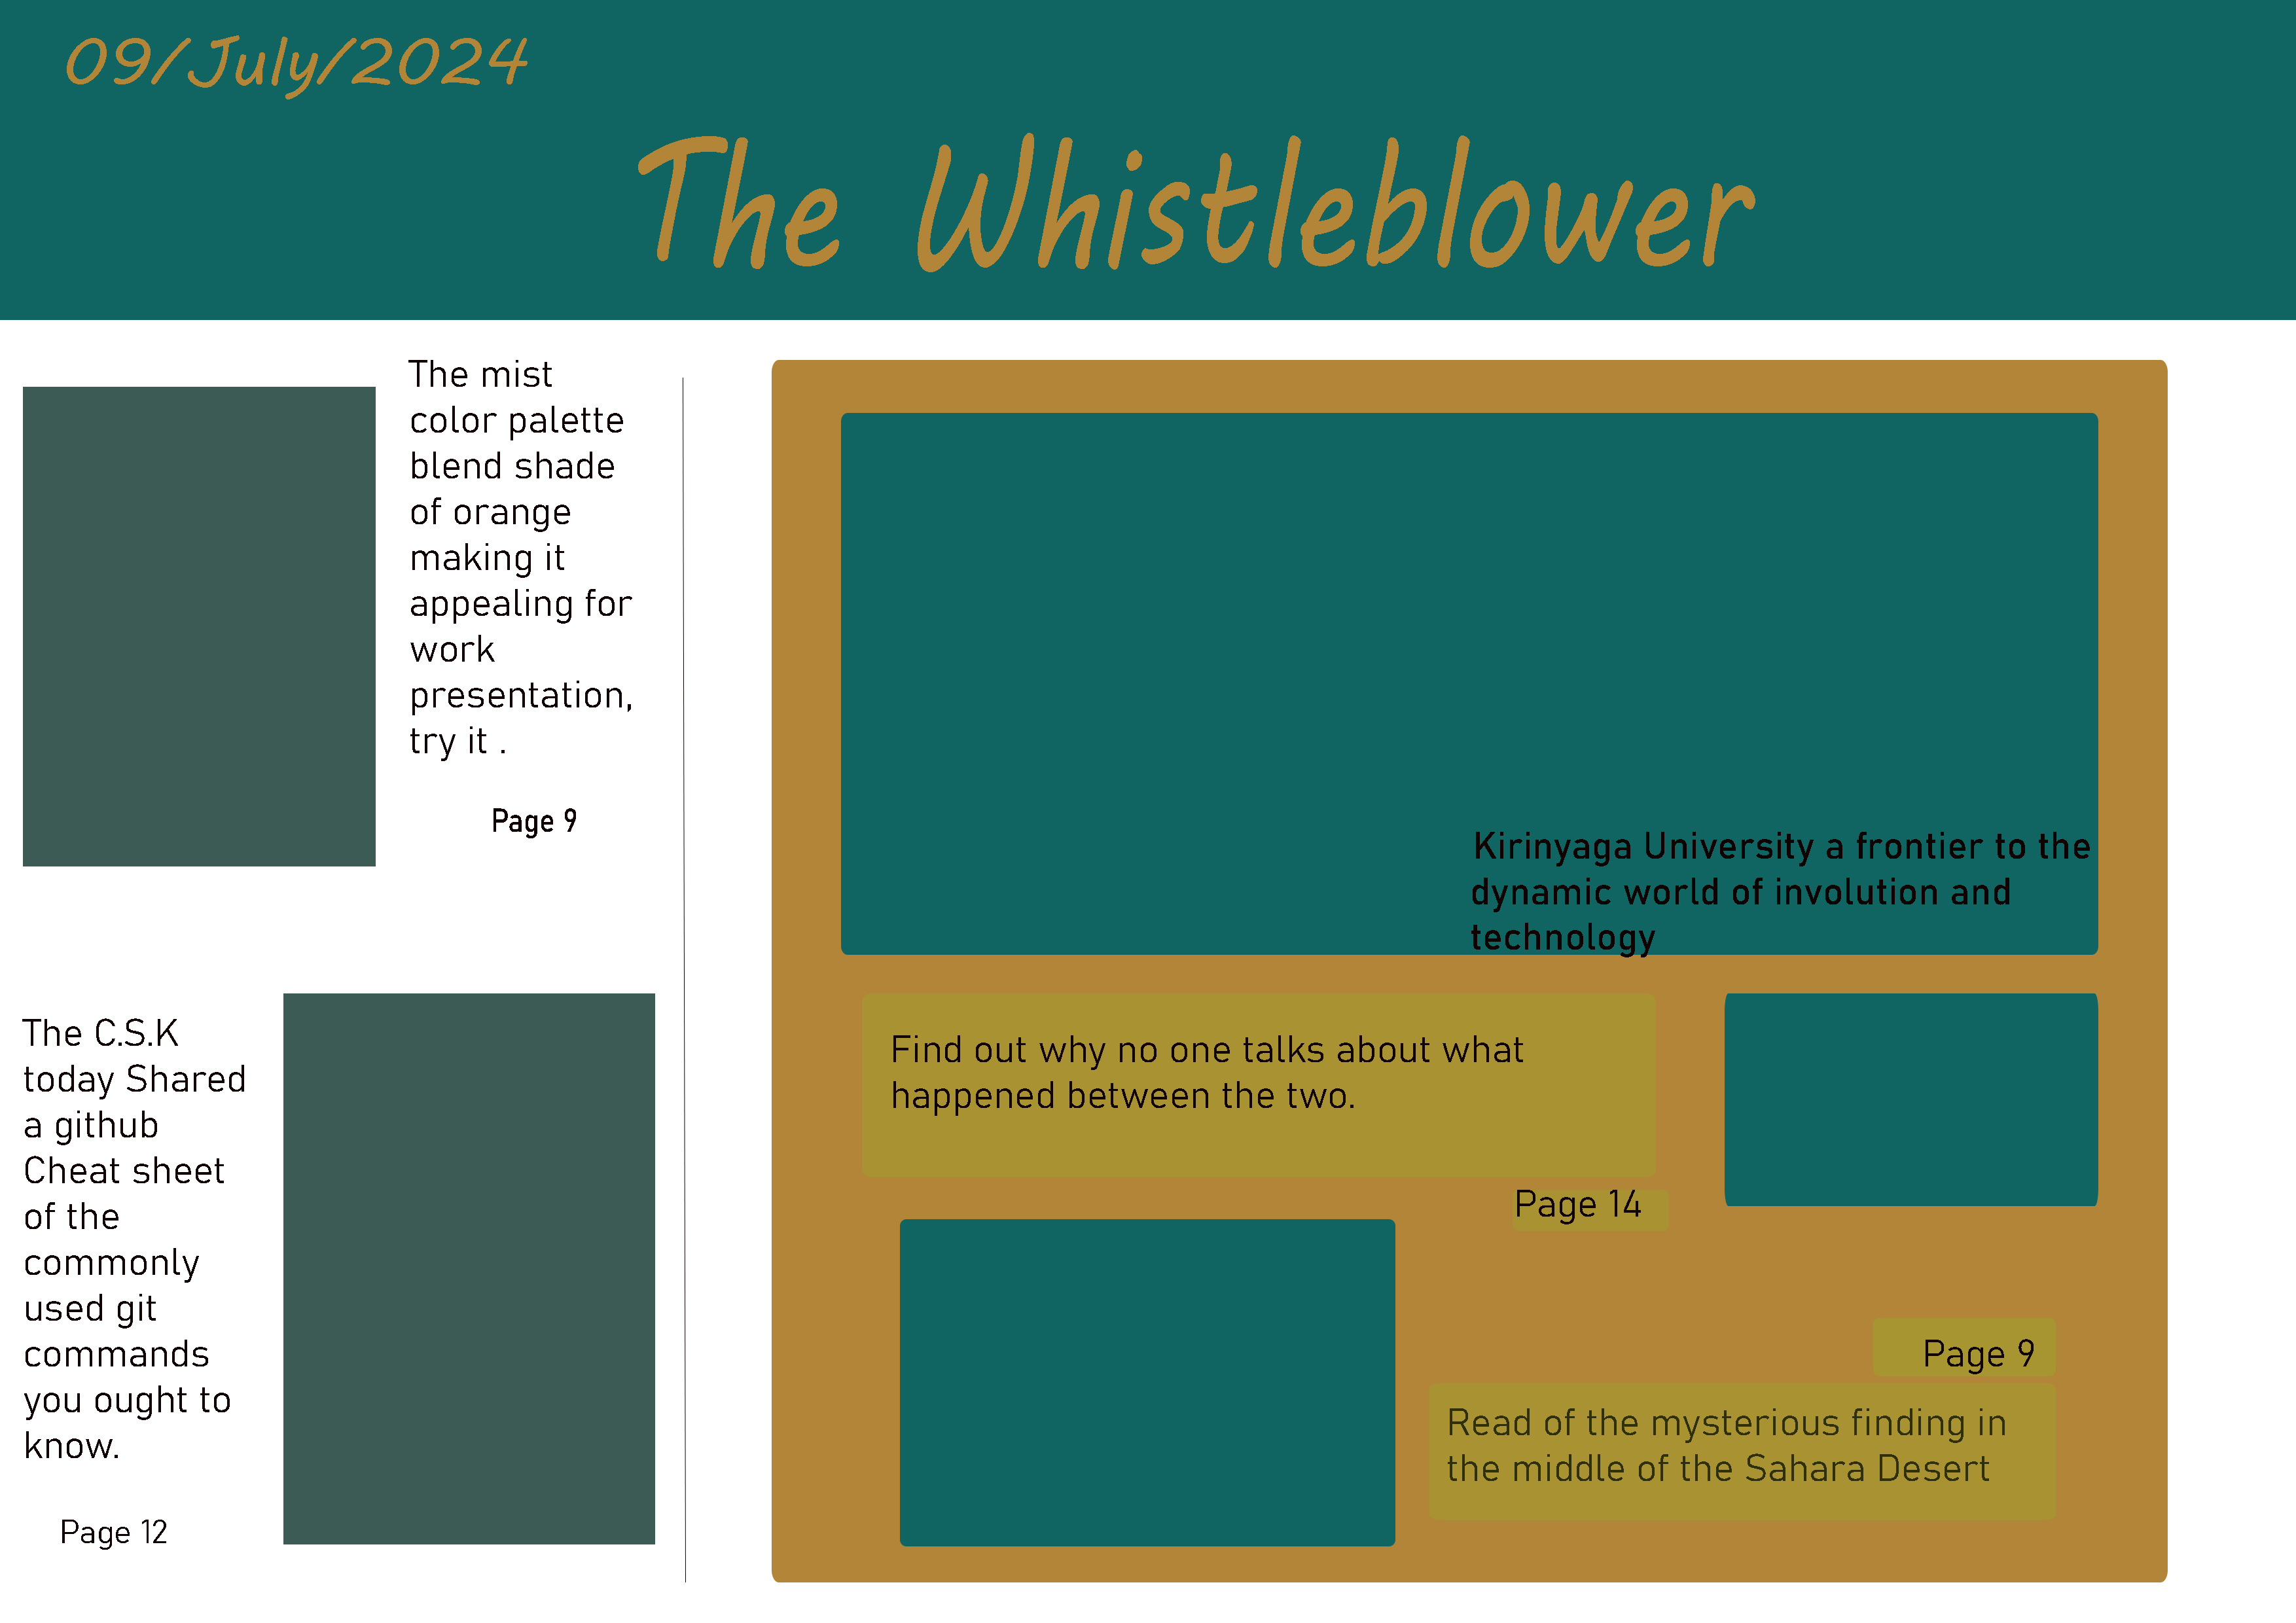 09/July/2024
The Whistleblower
The mist
color palette
blend shade
of orange
making it
appealing for
work
presentation,
try it .
Page 9
The C.S.K
today Shared
a github
Cheat sheet
of the
commonly
used git
commands
you ought to
know.
Page 12
Kirinyaga University a frontier to the
dynamic world of involution and
technology
Find out why no one talks about what
happened between the two.
Page 14
Page 9
Read of the mysterious finding in
the middle of the Sahara Desert